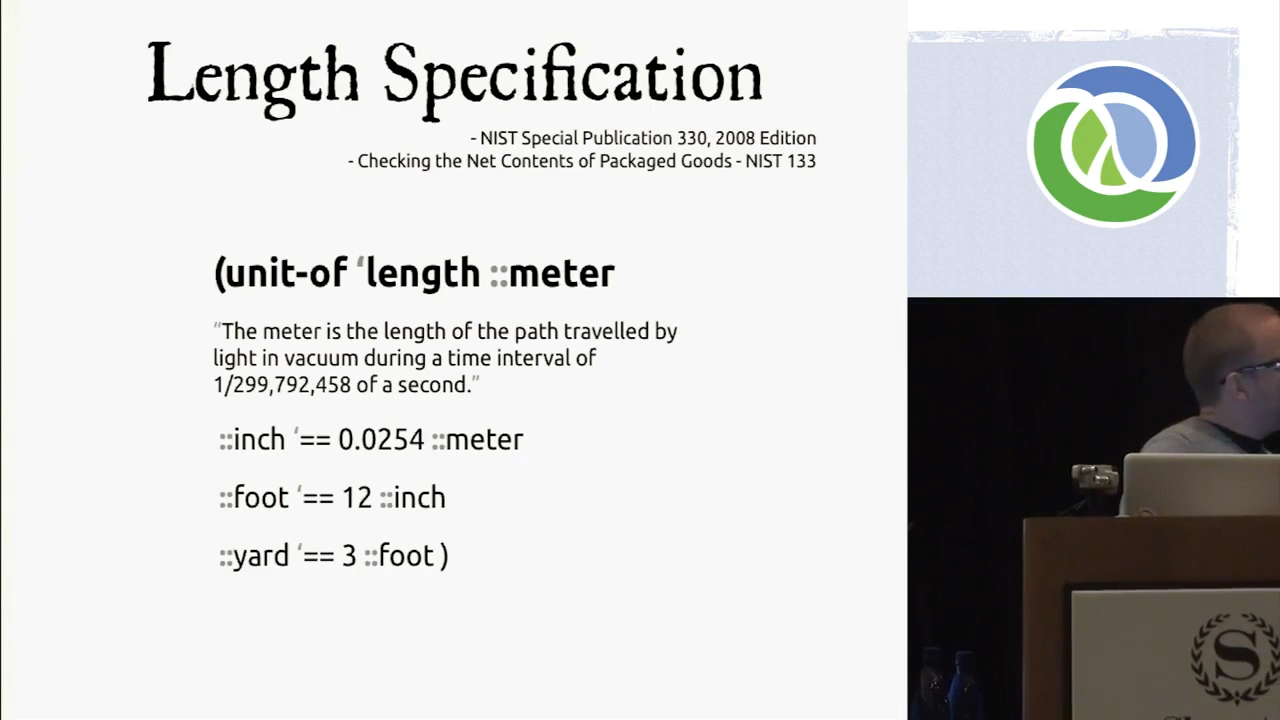 Length Specification
- NIST Special Publication 330, 2008 Edition
- Checking the Net Contents of Packaged Goods - NIST 133
(unit-of ‘length ::meter
"The meter is the length of the path travelled by
light in vacuum during a time interval of
1/299,792,458 of a second."
::inch ‘== 0.0254 ::meter
::foot ‘== 12 ::inch
::yard ‘== 3 ::foot )
S